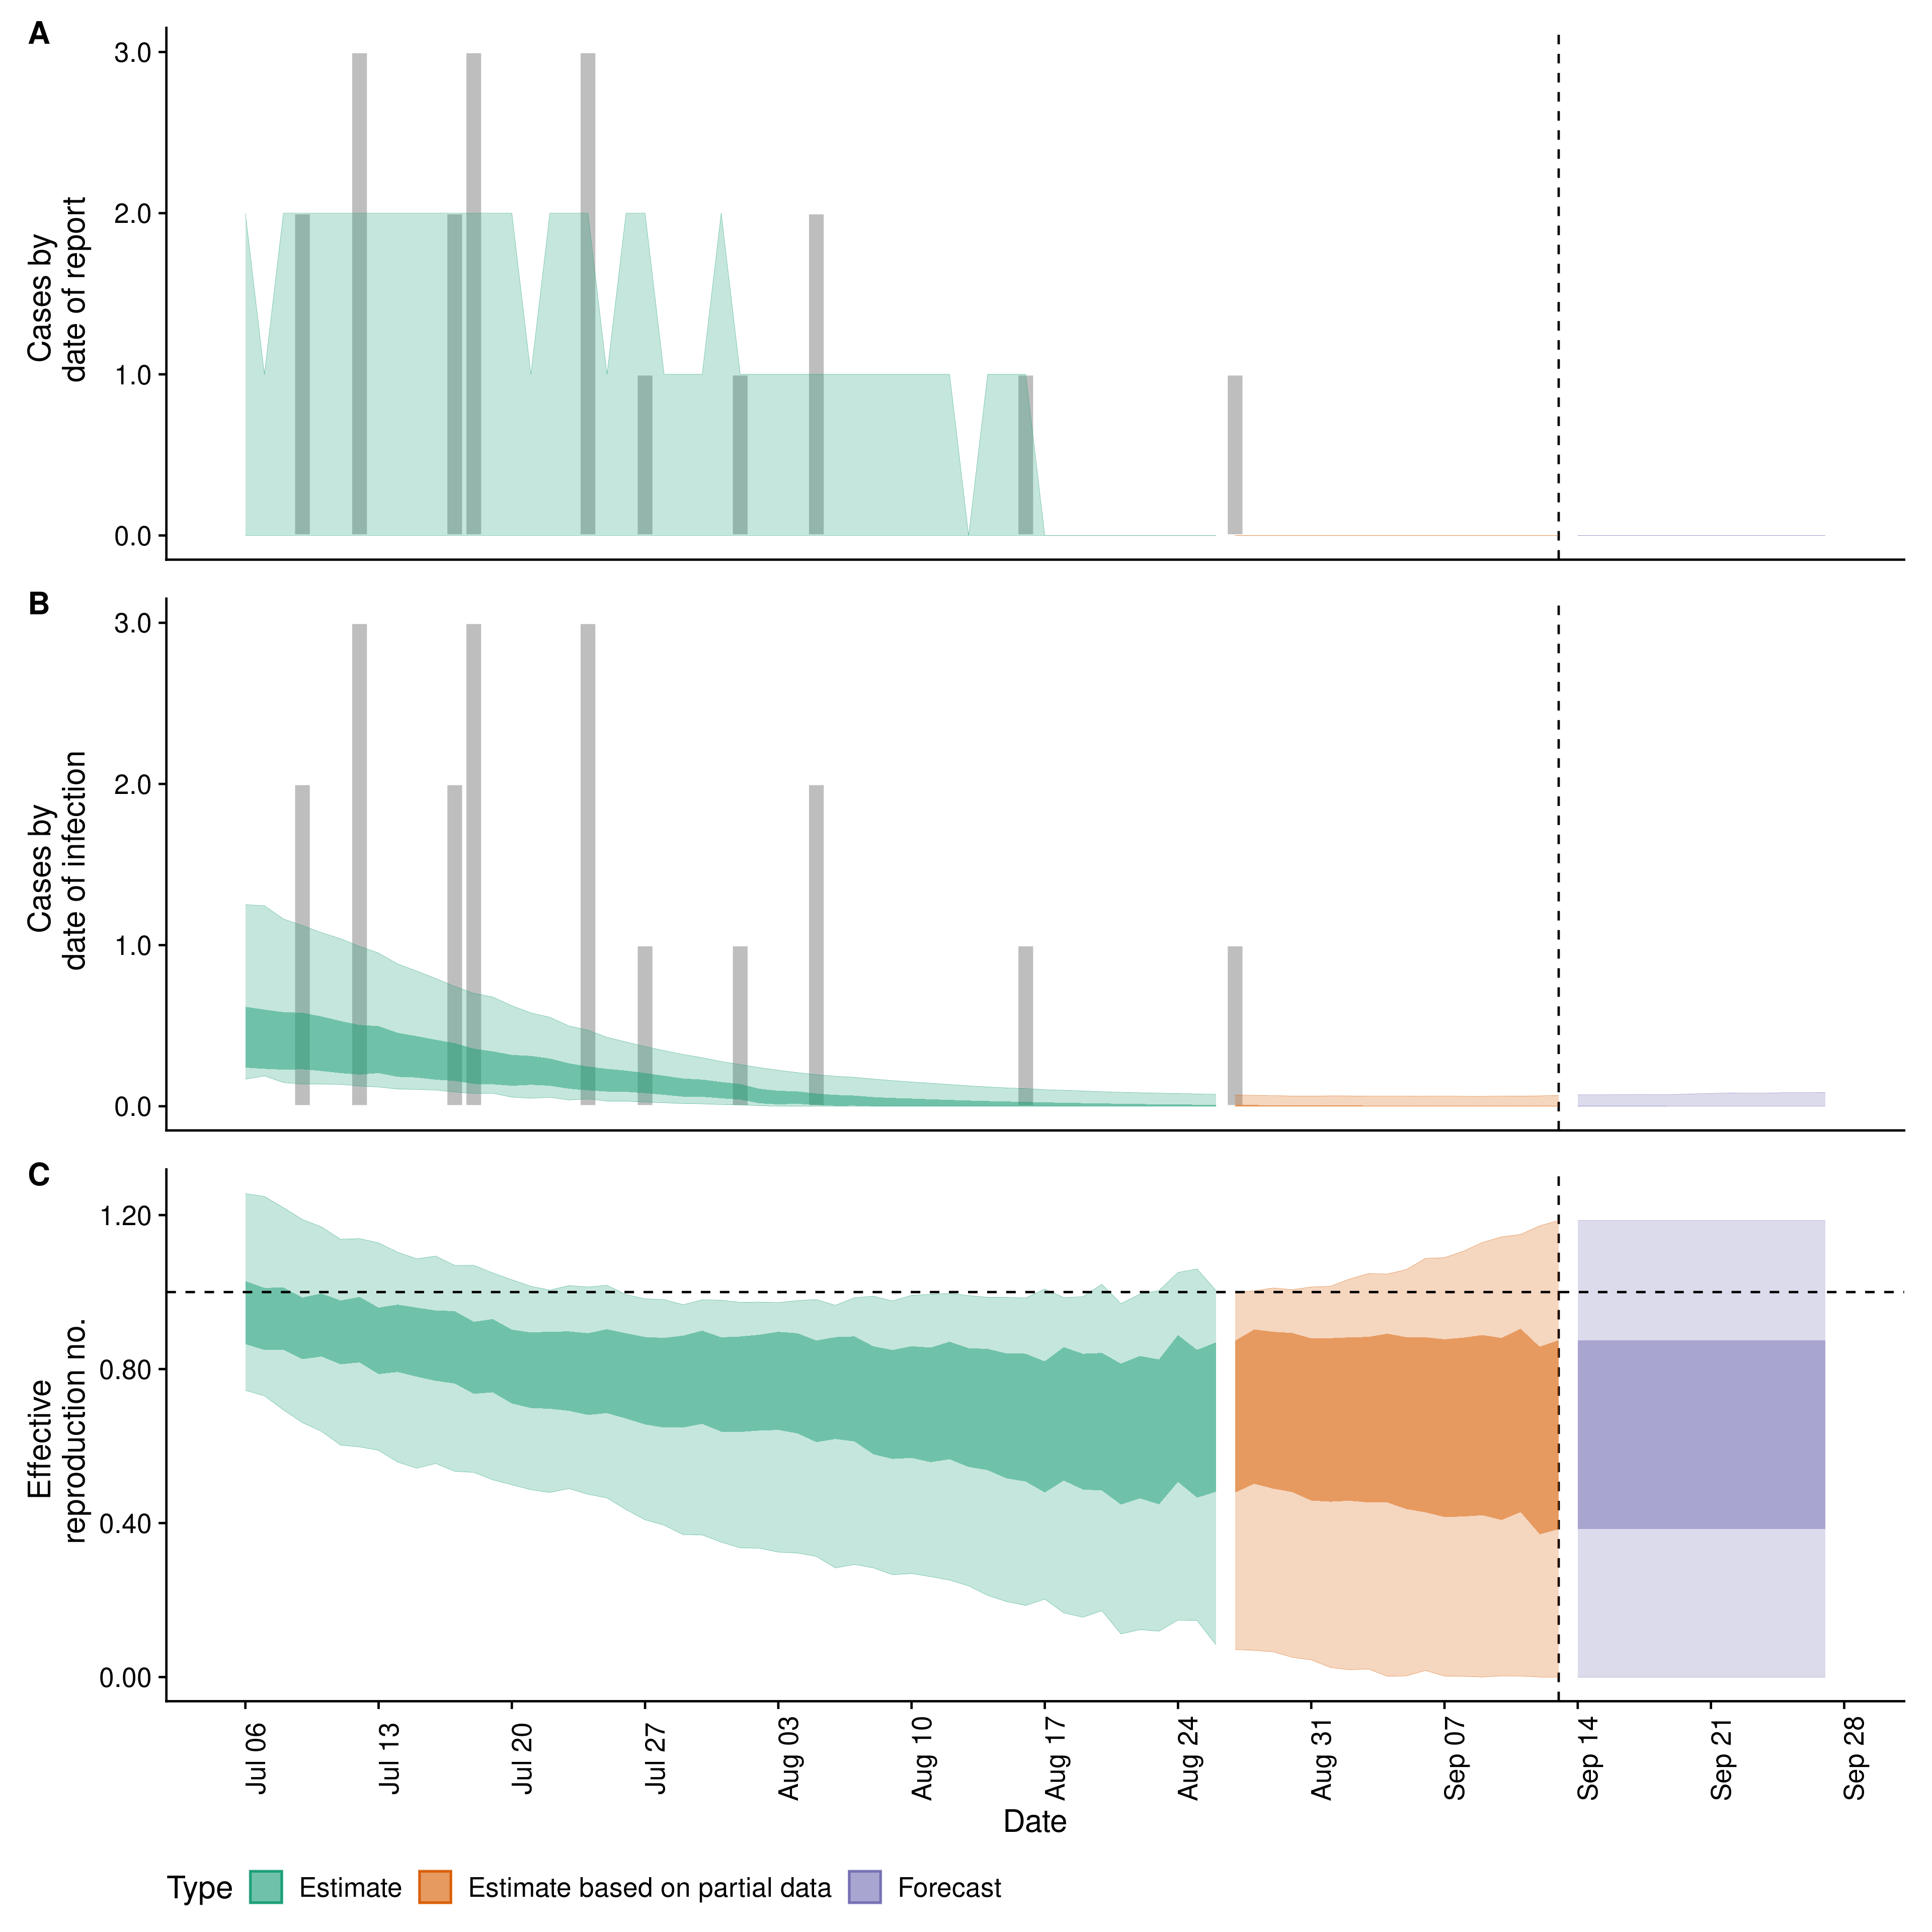 A
3.0
2.0
1.0
0.0
Cases by
date of report
B
3.0
2.0
1.0
0.0
Cases by
date of infection
C
1.20
0.80
0.40
0.00
Effective
reproduction no.
Jul 06
Jul 13
Jul 20
Jul 27
Aug 03
Aug 10
Aug 17
Aug 24
Aug 31
Sep 07
Sep 14
Sep 21
Sep 28
Date
Type Estimate Estimate based on partial data Forecast